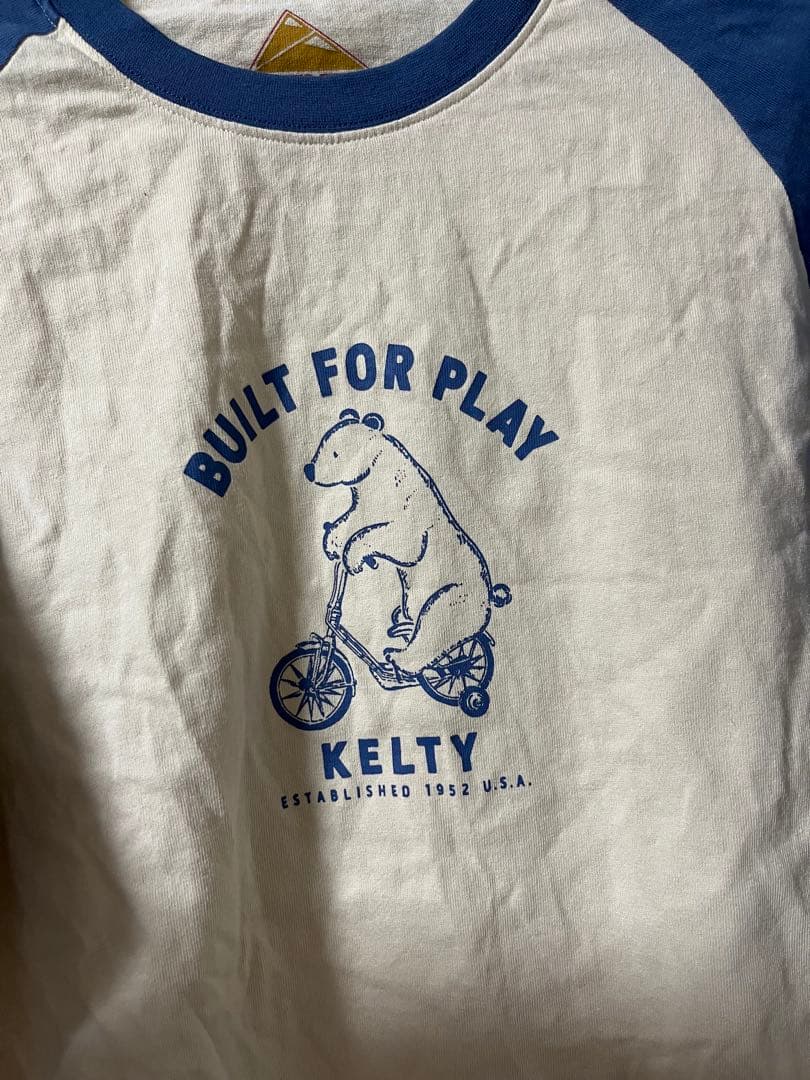 BUILT FOR PLAY
KELTY
ESTABLISHED 1952 U.S.A.